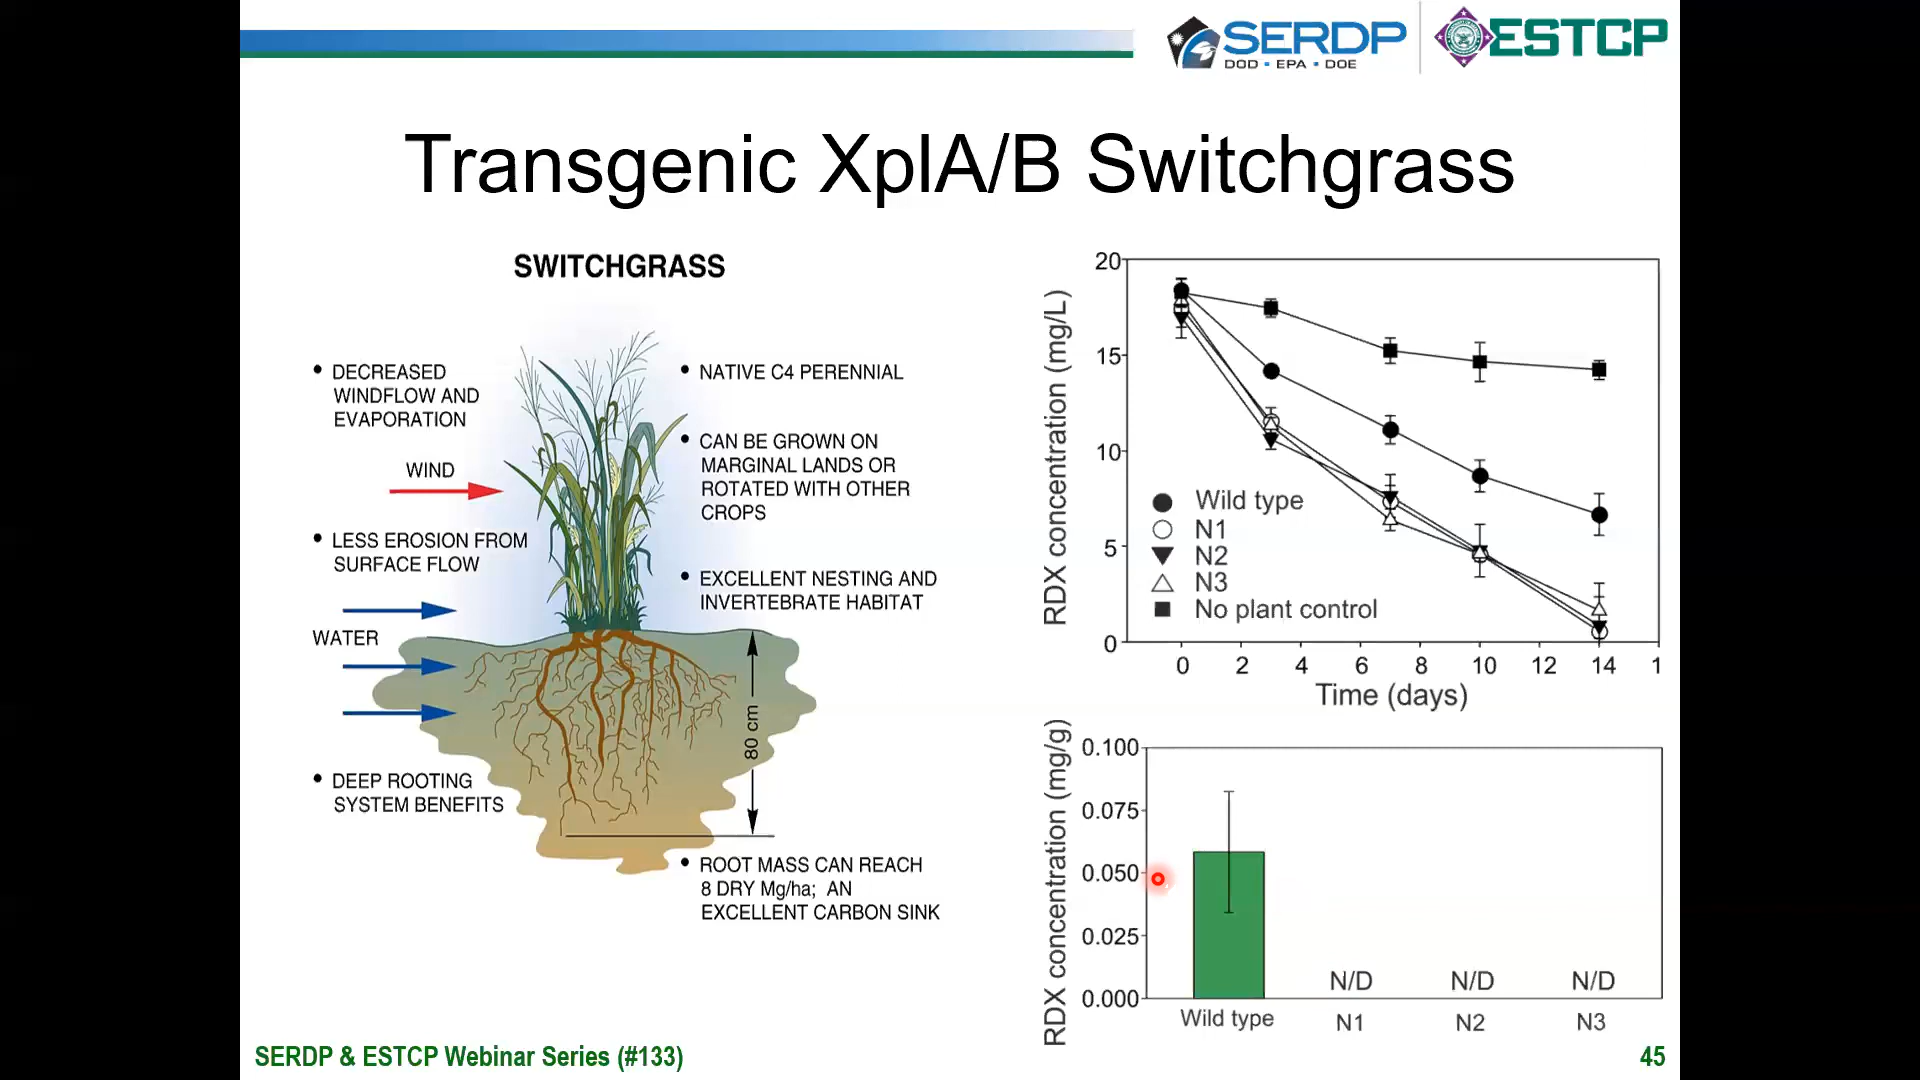 SERDP
DOD • EPA • DOE
ESTCP
Transgenic XplA/B Switchgrass
SWITCHGRASS
• DECREASED
WINDFLOW AND
EVAPORATION
WIND
• LESS EROSION FROM
SURFACE FLOW
WATER
• DEEP ROOTING
SYSTEM BENEFITS
• NATIVE C4 PERENNIAL
• CAN BE GROWN ON
MARGINAL LANDS OR
ROTATED WITH OTHER
CROPS
• EXCELLENT NESTING AND
INVERTEBRATE HABITAT
80 cm
• ROOT MASS CAN REACH
8 DRY Mg/ha; AN
EXCELLENT CARBON SINK
RDX concentration (mg/L)
20
15
10
5
0
Wild type
N1
N2
N3
No plant control
0 2 4 6 8 10 12 14 1
Time (days)
RDX concentration (mg/g)
0.100
0.075
0.050
0.025
0.000
N/D N/D N/D
Wild type N1 N2 N3
SERDP & ESTCP Webinar Series (#133)
45